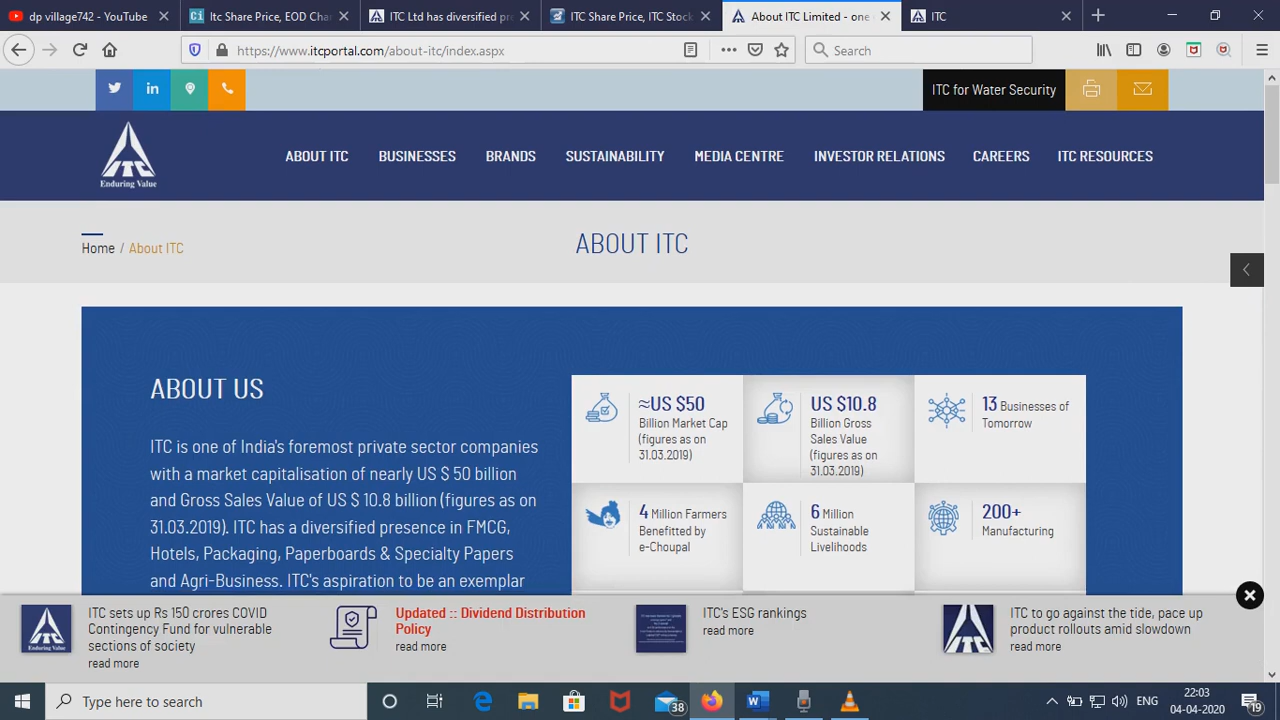 dp village742 - YouTube
Itc Share Price, EOD Cha
ITC Ltd has diversified pre
ITC Share Price, ITC Stock
About ITC Limited - one
ITC
https://www.itcportal.com/about-itc/index.aspx
Search
ITC for Water Security
ITC
Enduring Value
ABOUT ITC
BUSINESSES
BRANDS
SUSTAINABILITY
MEDIA CENTRE
INVESTOR RELATIONS
CAREERS
ITC RESOURCES
Home / About ITC
ABOUT ITC
ABOUT US
ITC is one of India's foremost private sector companies
with a market capitalisation of nearly US $ 50 billion
and Gross Sales Value of US $ 10.8 billion (figures as on
31.03.2019). ITC has a diversified presence in FMCG,
Hotels, Packaging, Paperboards & Specialty Papers
and Agri-Business. ITC's aspiration to be an exemplar
≈US $50
Billion Market Cap
(figures as on
31.03.2019)
US $10.8
Billion Gross
Sales Value
(figures as on
31.03.2019)
13 Businesses of
Tomorrow
4 Million Farmers
Benefitted by
e-Choupal
6 Million
Sustainable
Livelihoods
200+
Manufacturing
ITC
Enduring Value
ITC sets up Rs 150 crores COVID
Contingency Fund for vulnerable
sections of society
read more
Updated :: Dividend Distribution
Policy
read more
ITC's ESG rankings
read more
ITC to go against the tide, pace up
product rollouts amid slowdown
read more
Type here to search
38
ENG
22:03
04-04-2020
19